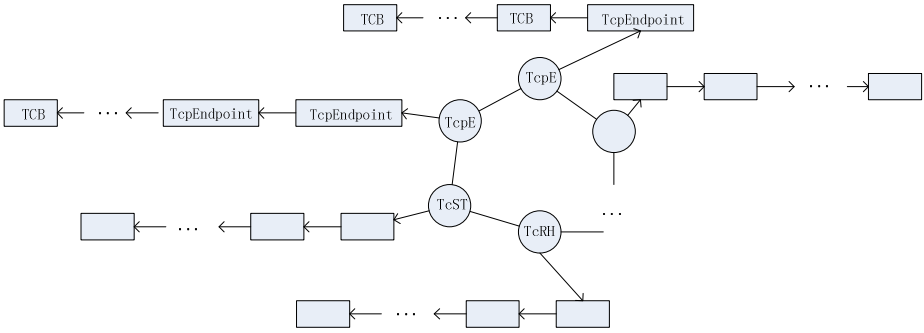 TCB ... TCB TcpEndpoint
TcpE
...
TCB ... TcpEndpoint TcpEndpoint
TcpE
TcST
...
...
TcRH
...